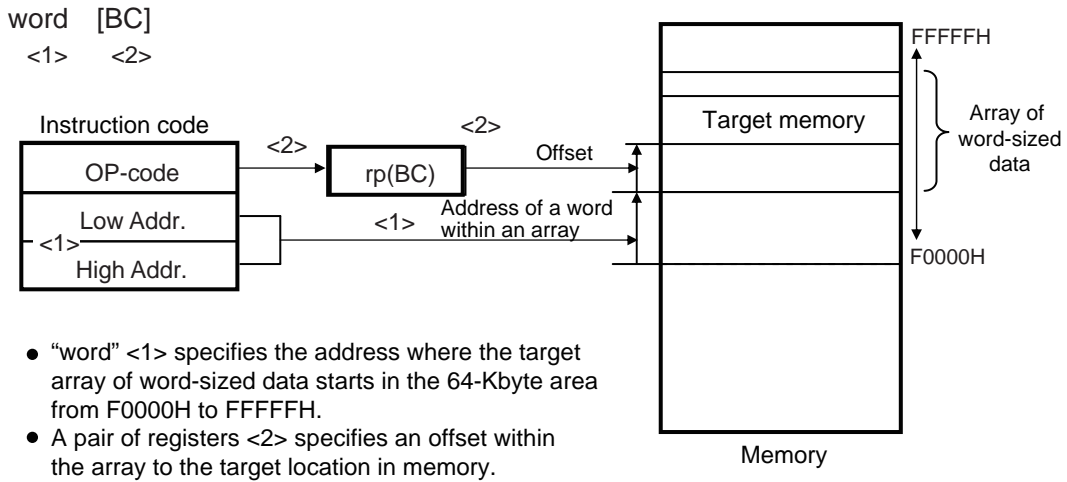 word [BC]
<1> <2>
Instruction code
OP-code
Low Addr.
<1>
High Addr.
<2>
rp(BC)
<2>
Offset
<1>
Address of a word
within an array
Target memory
FFFFFH
Array of
word-sized
data
F0000H
Memory
● “word” <1> specifies the address where the target
array of word-sized data starts in the 64-Kbyte area
from F0000H to FFFFFH.
● A pair of registers <2> specifies an offset within
the array to the target location in memory.